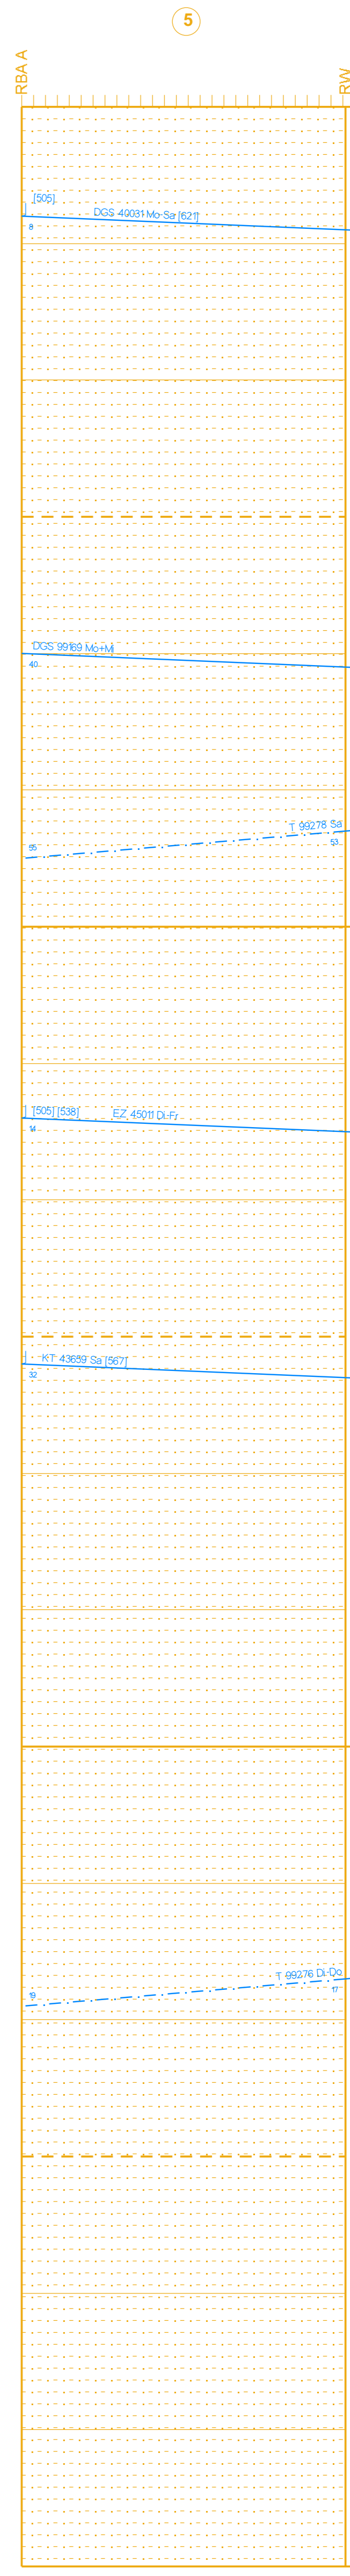 5
RBA A
RW
[505]
DGS 40031 Mo-Sa [621]
8
DGS 99169 Mo+Mi
40
T 99278 Sa
55
53
[505] [538]
EZ 45011 Di-Fr
14
KT 43659 Sa [567]
32
T 99276 Di-Do
19
17